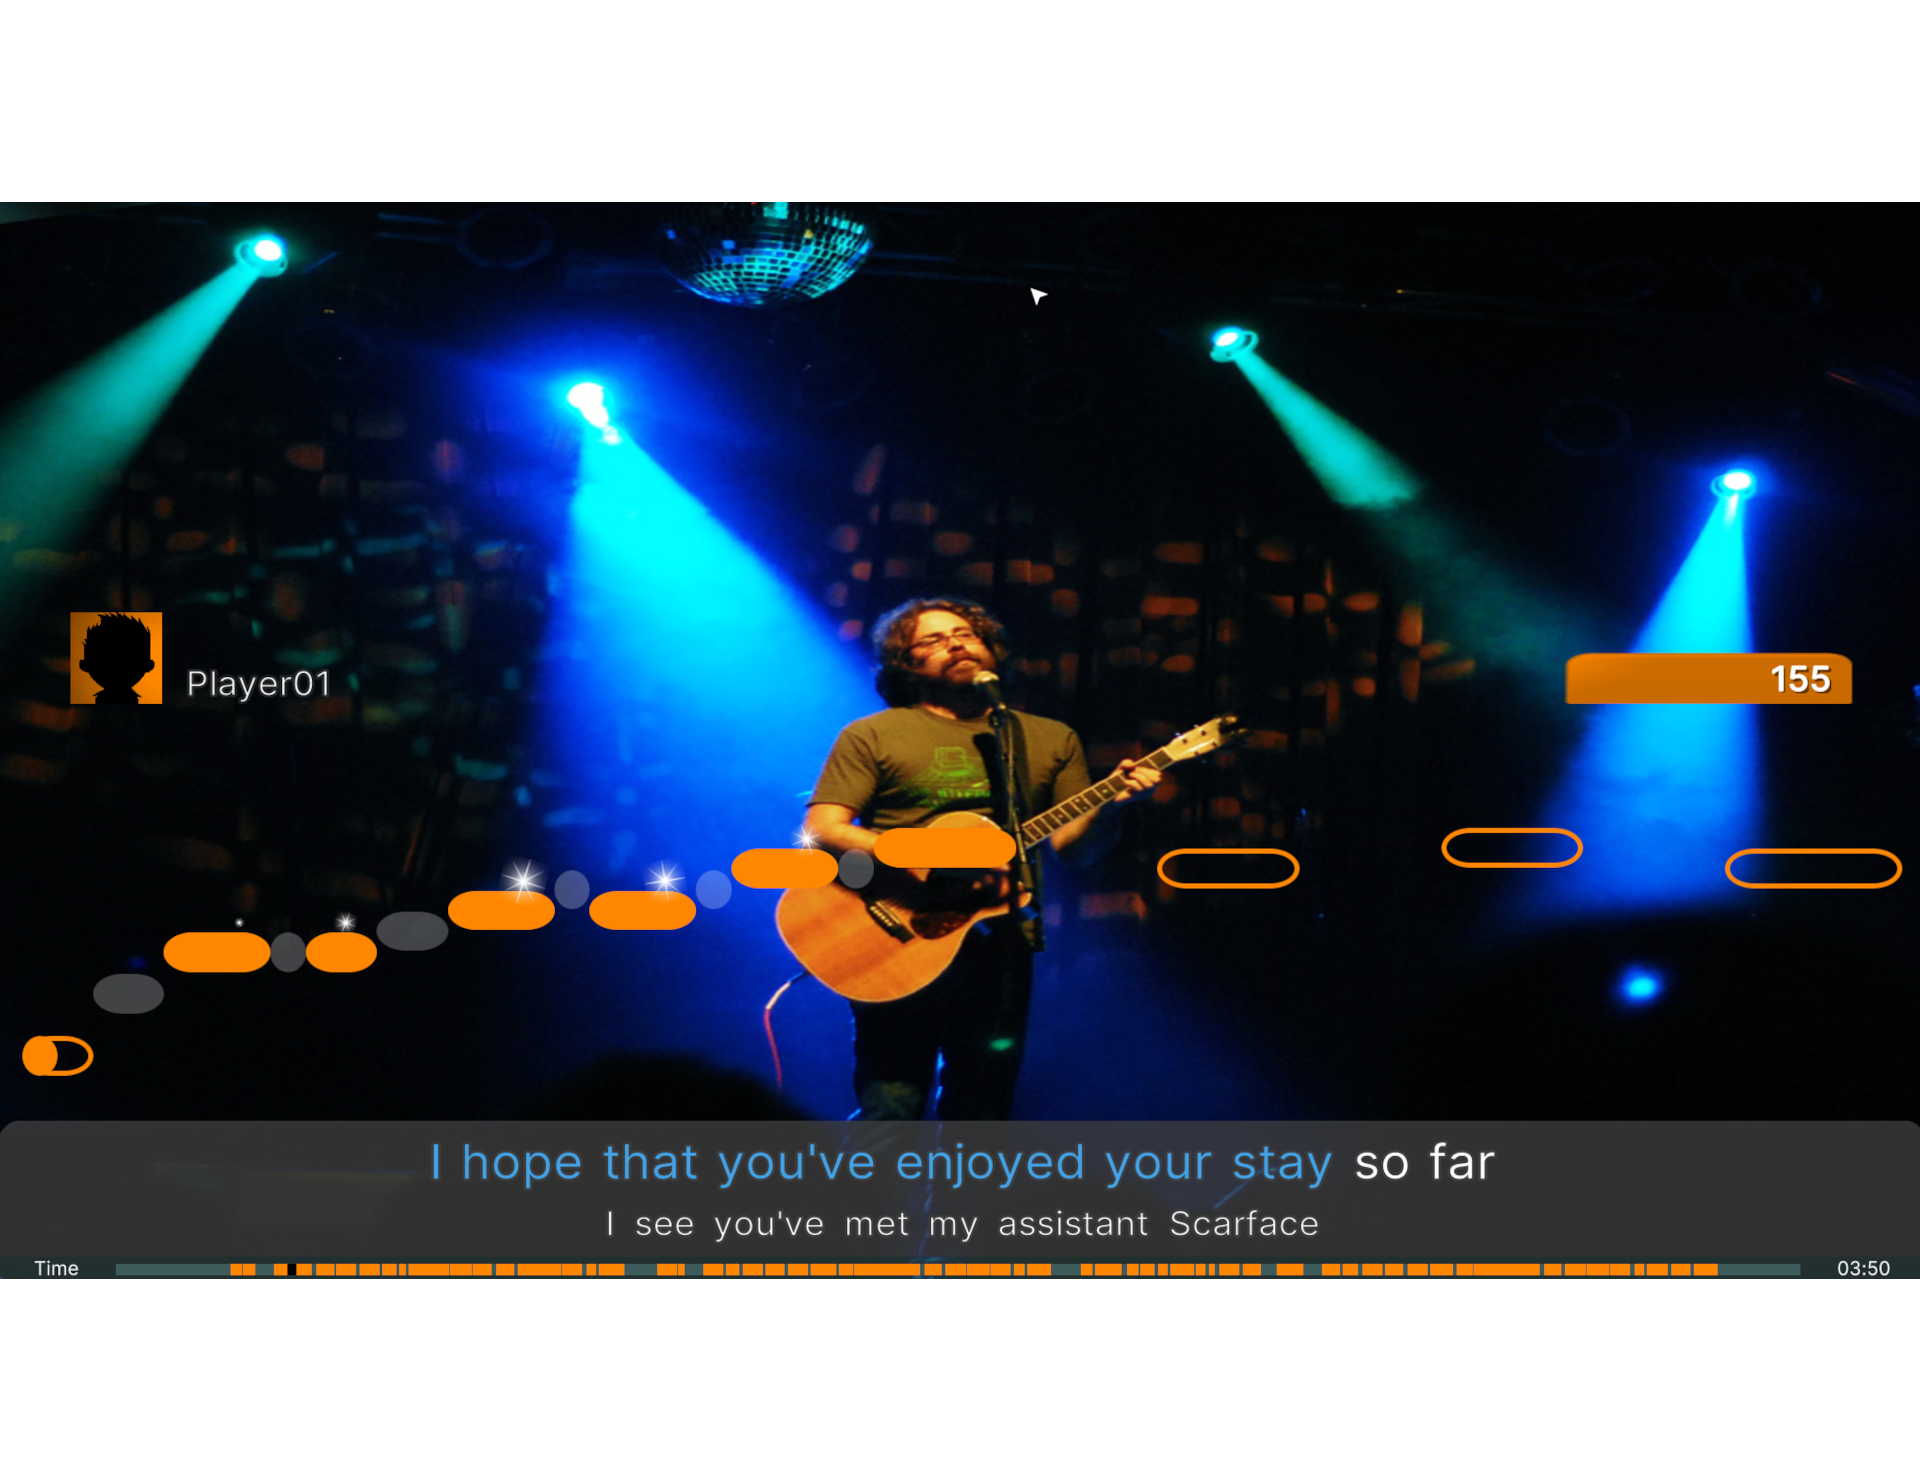 Player01
155
I hope that you've enjoyed your stay so far
I see you've met my assistant Scarface
Time
03:50